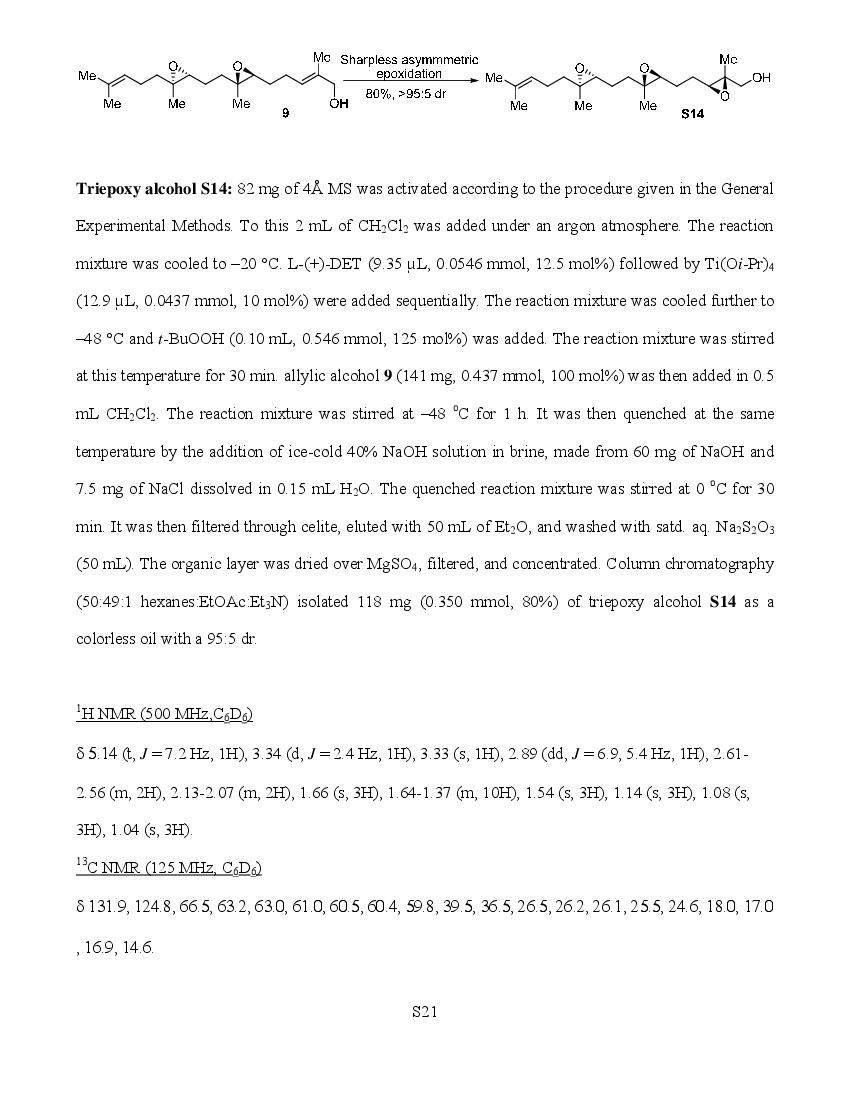 Me Me O Me O Me Me OH 9
Sharpless asymmmetric
epoxidation
80%, >95:5 dr
Me Me O Me O Me Me O OH S14
Triepoxy alcohol S14: 82 mg of 4Å MS was activated according to the procedure given in the General
Experimental Methods. To this 2 mL of CH₂Cl₂ was added under an argon atmosphere. The reaction
mixture was cooled to –20 °C. L-(+)-DET (9.35 μL, 0.0546 mmol, 12.5 mol%) followed by Ti(Oi-Pr)₄
(12.9 μL, 0.0437 mmol, 10 mol%) were added sequentially. The reaction mixture was cooled further to
–48 °C and t-BuOOH (0.10 mL, 0.546 mmol, 125 mol%) was added. The reaction mixture was stirred
at this temperature for 30 min. allylic alcohol 9 (141 mg, 0.437 mmol, 100 mol%) was then added in 0.5
mL CH₂Cl₂. The reaction mixture was stirred at –48 ⁰C for 1 h. It was then quenched at the same
temperature by the addition of ice-cold 40% NaOH solution in brine, made from 60 mg of NaOH and
7.5 mg of NaCl dissolved in 0.15 mL H₂O. The quenched reaction mixture was stirred at 0 ⁰C for 30
min. It was then filtered through celite, eluted with 50 mL of Et₂O, and washed with satd. aq. Na₂S₂O₃
(50 mL). The organic layer was dried over MgSO₄, filtered, and concentrated. Column chromatography
(50:49:1 hexanes:EtOAc:Et₃N) isolated 118 mg (0.350 mmol, 80%) of triepoxy alcohol S14 as a
colorless oil with a 95:5 dr.
¹H NMR (500 MHz,C₆D₆)
δ 5.14 (t, J = 7.2 Hz, 1H), 3.34 (d, J = 2.4 Hz, 1H), 3.33 (s, 1H), 2.89 (dd, J = 6.9, 5.4 Hz, 1H), 2.61-
2.56 (m, 2H), 2.13-2.07 (m, 2H), 1.66 (s, 3H), 1.64-1.37 (m, 10H), 1.54 (s, 3H), 1.14 (s, 3H), 1.08 (s,
3H), 1.04 (s, 3H).
¹³C NMR (125 MHz, C₆D₆)
δ 131.9, 124.8, 66.5, 63.2, 63.0, 61.0, 60.5, 60.4, 59.8, 39.5, 36.5, 26.5, 26.2, 26.1, 25.5, 24.6, 18.0, 17.0
, 16.9, 14.6.
S21